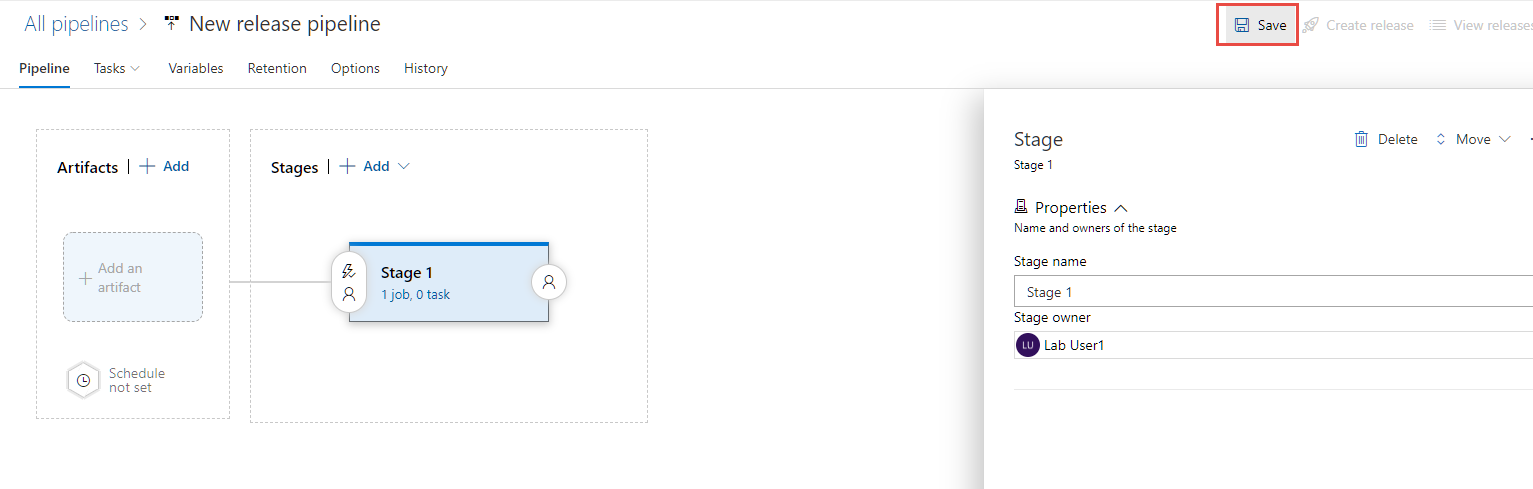 All pipelines > New release pipeline
Save Create release View releases
Pipeline Tasks Variables Retention Options History
Artifacts | + Add
Stages | + Add
+ Add an
artifact
Schedule
not set
Stage 1
1 job, 0 task
Stage
Delete Move
Stage 1
Properties
Name and owners of the stage
Stage name
Stage 1
Stage owner
LU Lab User1